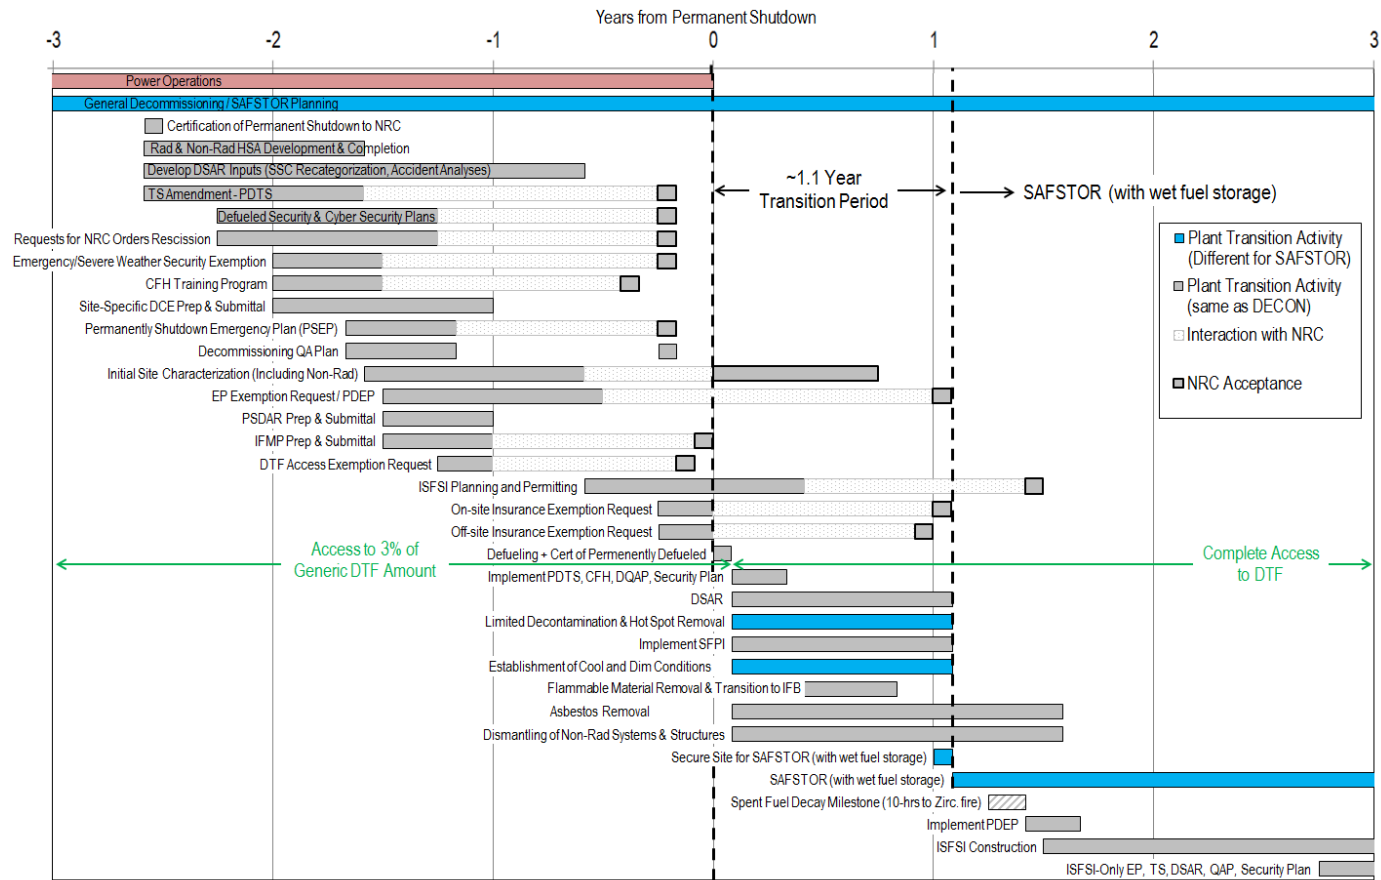 Years from Permanent Shutdown
-3 -2 -1 0 1 2 3
Power Operations
General Decommissioning / SAFSTOR Planning
Certification of Permanent Shutdown to NRC
Rad & Non-Rad HSA Development & Completion
Develop DSAR Inputs (SSC Recategorization, Accident Analyses)
TS Amendment - PDTS
Defueled Security & Cyber Security Plans
Requests for NRC Orders Rescission
Emergency/Severe Weather Security Exemption
CFH Training Program
Site-Specific DCE Prep & Submittal
Permanently Shutdown Emergency Plan (PSEP)
Decommissioning QA Plan
Initial Site Characterization (Including Non-Rad)
EP Exemption Request / PDEP
PSDAR Prep & Submittal
IFMP Prep & Submittal
DTF Access Exemption Request
ISFSI Planning and Permitting
On-site Insurance Exemption Request
Off-site Insurance Exemption Request
Defueling + Cert of Permenently Defueled
Implement PDTS, CFH, DQAP, Security Plan
DSAR
Limited Decontamination & Hot Spot Removal
Implement SFPI
Establishment of Cool and Dim Conditions
Flammable Material Removal & Transition to IFB
Asbestos Removal
Dismantling of Non-Rad Systems & Structures
Secure Site for SAFSTOR (with wet fuel storage)
SAFSTOR (with wet fuel storage)
Spent Fuel Decay Milestone (10-hrs to Zirc. fire)
Implement PDEP
ISFSI Construction
ISFSI-Only EP, TS, DSAR, QAP, Security Plan
~1.1 Year
Transition Period
SAFSTOR (with wet fuel storage)
Plant Transition Activity
(Different for SAFSTOR)
Plant Transition Activity
(same as DECON)
Interaction with NRC
NRC Acceptance
Access to 3% of
Generic DTF Amount
Complete Access
to DTF